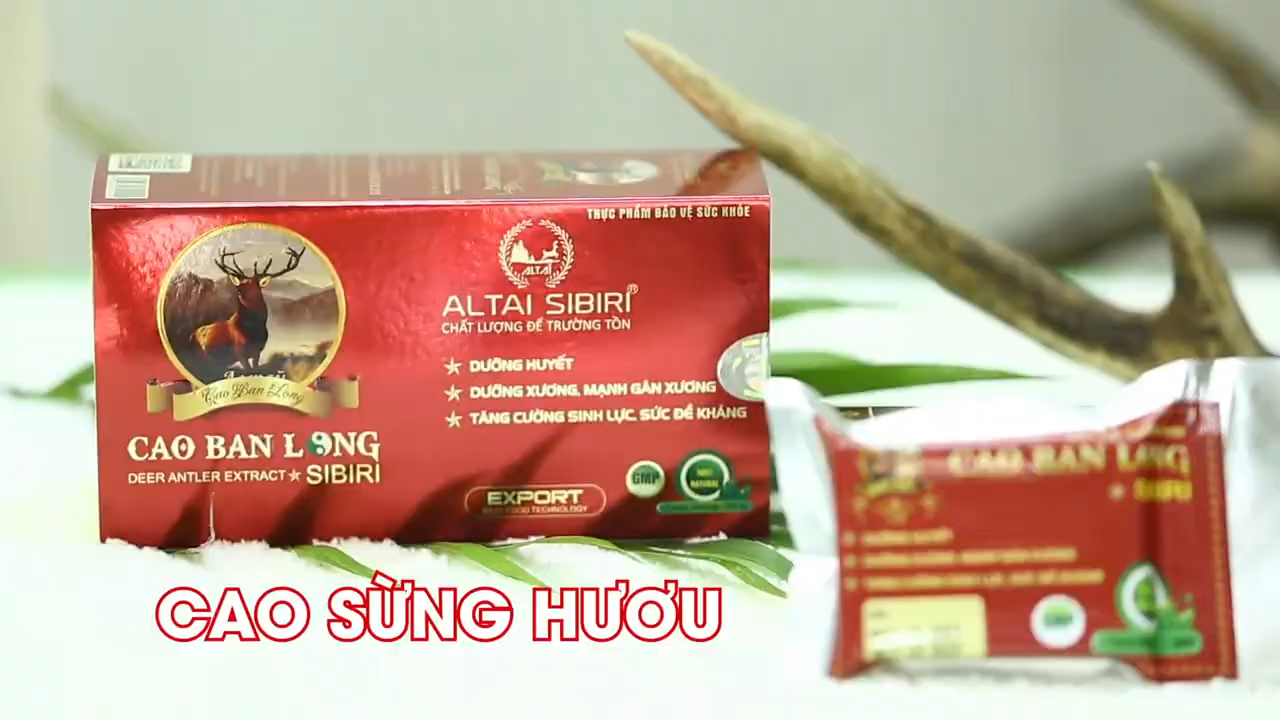 THỰC PHẨM BẢO VỆ SỨC KHỎE
ALTAI
ALTAI SIBIRI®
CHẤT LƯỢNG ĐỂ TRƯỜNG TỒN
DƯỠNG HUYẾT
DƯỠNG XƯƠNG, MẠNH GÂN XƯƠNG
TĂNG CƯỜNG SINH LỰC, SỨC ĐỀ KHÁNG
Cao Ban Long
CAO BAN LONG
DEER ANTLER EXTRACT ★ SIBIRI
GMP
NATURAL
EXPORT
CAO BAN LONG
SIBIRI
GMP
CAO SỪNG HƯƠU